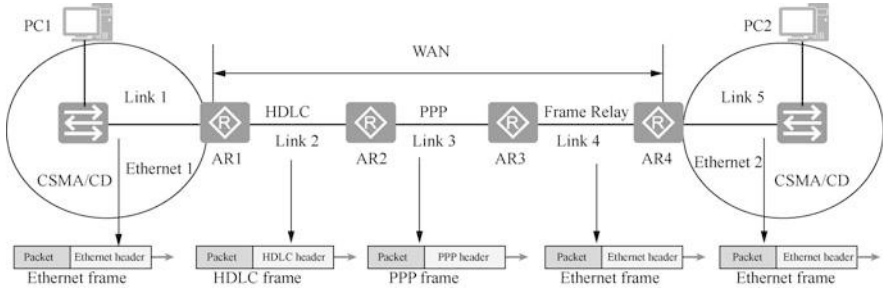 PC1
PC2
WAN
Link 1
HDLC
PPP
Frame Relay
Link 5
R
R
R
R
Link 2
Link 3
Link 4
Ethernet 1
AR1
AR2
AR3
AR4
Ethernet 2
CSMA/CD
CSMA/CD
Packet Ethernet header
Packet HDLC header
Packet PPP header
Packet Ethernet header
Packet Ethernet header
Ethernet frame
HDLC frame
PPP frame
Ethernet frame
Ethernet frame